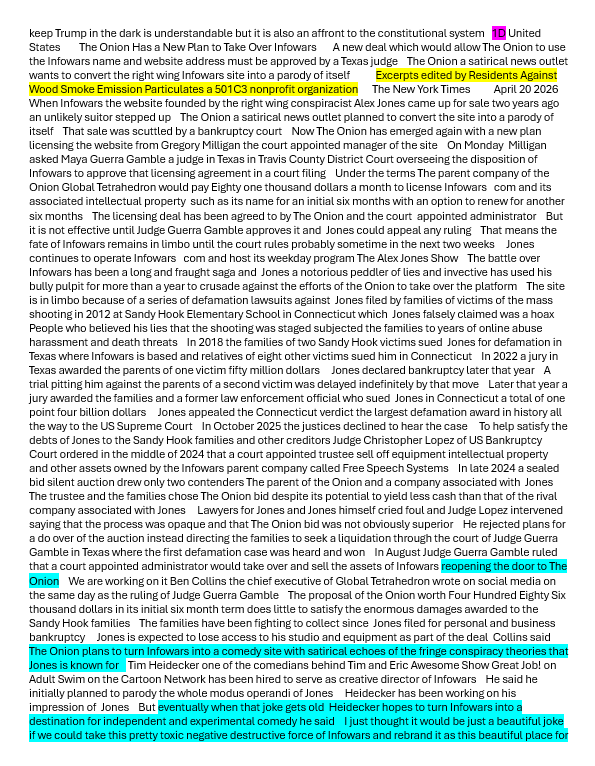 keep Trump in the dark is understandable but it is also an affront to the constitutional system 1D United
States The Onion Has a New Plan to Take Over Infowars A new deal which would allow The Onion to use
the Infowars name and website address must be approved by a Texas judge The Onion a satirical news outlet
wants to convert the right wing Infowars site into a parody of itself Excerpts edited by Residents Against
Wood Smoke Emission Particulates a 501C3 nonprofit organization The New York Times April 20 2026
When Infowars the website founded by the right wing conspiracist Alex Jones came up for sale two years ago
an unlikely suitor stepped up The Onion a satirical news outlet planned to convert the site into a parody of
itself That sale was scuttled by a bankruptcy court Now The Onion has emerged again with a new plan
licensing the website from Gregory Milligan the court appointed manager of the site On Monday Milligan
asked Maya Guerra Gamble a judge in Texas in Travis County District Court overseeing the disposition of
Infowars to approve that licensing agreement in a court filing Under the terms The parent company of the
Onion Global Tetrahedron would pay Eighty one thousand dollars a month to license Infowars com and its
associated intellectual property such as its name for an initial six months with an option to renew for another
six months The licensing deal has been agreed to by The Onion and the court appointed administrator But
it is not effective until Judge Guerra Gamble approves it and Jones could appeal any ruling That means the
fate of Infowars remains in limbo until the court rules probably sometime in the next two weeks Jones
continues to operate Infowars com and host its weekday program The Alex Jones Show The battle over
Infowars has been a long and fraught saga and Jones a notorious peddler of lies and invective has used his
bully pulpit for more than a year to crusade against the efforts of the Onion to take over the platform The site
is in limbo because of a series of defamation lawsuits against Jones filed by families of victims of the mass
shooting in 2012 at Sandy Hook Elementary School in Connecticut which Jones falsely claimed was a hoax
People who believed his lies that the shooting was staged subjected the families to years of online abuse
harassment and death threats In 2018 the families of two Sandy Hook victims sued Jones for defamation in
Texas where Infowars is based and relatives of eight other victims sued him in Connecticut In 2022 a jury in
Texas awarded the parents of one victim fifty million dollars Jones declared bankruptcy later that year A
trial pitting him against the parents of a second victim was delayed indefinitely by that move Later that year a
jury awarded the families and a former law enforcement official who sued Jones in Connecticut a total of one
point four billion dollars Jones appealed the Connecticut verdict the largest defamation award in history all
the way to the US Supreme Court In October 2025 the justices declined to hear the case To help satisfy the
debts of Jones to the Sandy Hook families and other creditors Judge Christopher Lopez of US Bankruptcy
Court ordered in the middle of 2024 that a court appointed trustee sell off equipment intellectual property
and other assets owned by the Infowars parent company called Free Speech Systems In late 2024 a sealed
bid silent auction drew only two contenders The parent of the Onion and a company associated with Jones
The trustee and the families chose The Onion bid despite its potential to yield less cash than that of the rival
company associated with Jones Lawyers for Jones and Jones himself cried foul and Judge Lopez intervened
saying that the process was opaque and that The Onion bid was not obviously superior He rejected plans for
a do over of the auction instead directing the families to seek a liquidation through the court of Judge Guerra
Gamble in Texas where the first defamation case was heard and won In August Judge Guerra Gamble ruled
that a court appointed administrator would take over and sell the assets of Infowars reopening the door to The
Onion We are working on it Ben Collins the chief executive of Global Tetrahedron wrote on social media on
the same day as the ruling of Judge Gamble The proposal of the Onion worth Four Hundred Eighty Six
thousand dollars in its initial six month term does little to satisfy the enormous damages awarded to the
Sandy Hook families The families have been fighting to collect since Jones filed for personal and business
bankruptcy Jones is expected to lose access to his studio and equipment as part of the deal Collins said
The Onion plans to turn Infowars into a comedy site with satirical echoes of the fringe conspiracy theories that
Jones is known for Tim Heidecker one of the comedians behind Tim and Eric Awesome Show Great Job! on
Adult Swim on the Cartoon Network has been hired to serve as creative director of Infowars He said he
initially planned to parody the whole modus operandi of Jones Heidecker has been working on his
impression of Jones But eventually when that joke gets old Heidecker hopes to turn Infowars into a
destination for independent and experimental comedy he said I just thought it would be just a beautiful joke
if we could take this pretty toxic negative destructive force of Infowars and rebrand it as this beautiful place for